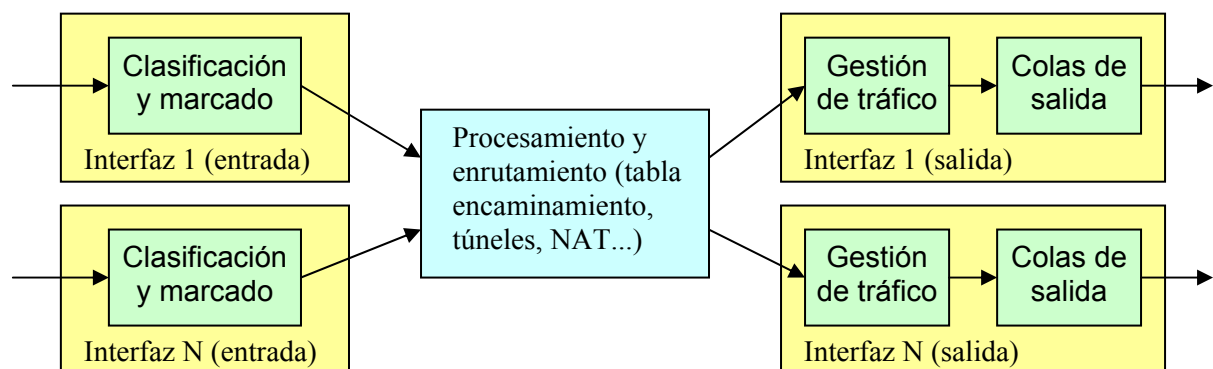 Clasificación
y marcado
Interfaz 1 (entrada)
Clasificación
y marcado
Interfaz N (entrada)
Procesamiento y
enrutamiento (tabla
encaminamiento,
túneles, NAT...)
Gestión
de tráfico
Colas de
salida
Interfaz 1 (salida)
Gestión
de tráfico
Colas de
salida
Interfaz N (salida)